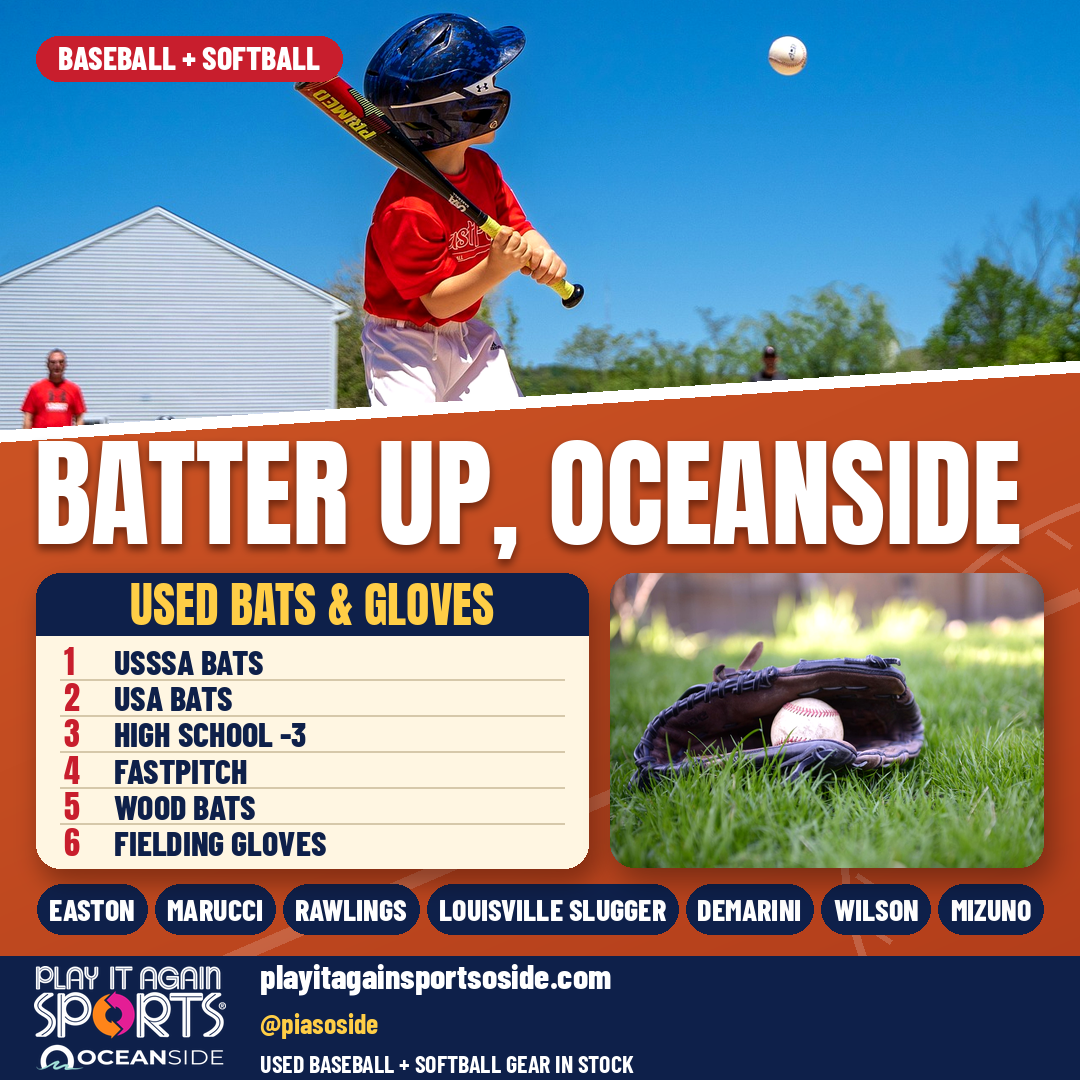 BASEBALL + SOFTBALL
PRIMED
BATTER UP, OCEANSIDE
USED BATS & GLOVES
1 USSSA BATS
2 USA BATS
3 HIGH SCHOOL -3
4 FASTPITCH
5 WOOD BATS
6 FIELDING GLOVES
EASTON MARUCCI RAWLINGS LOUISVILLE SLUGGER DEMARINI WILSON MIZUNO
PLAY IT AGAIN
SPORTS®
OCEANSIDE
playitagainsportsoside.com
@piasoside
USED BASEBALL + SOFTBALL GEAR IN STOCK